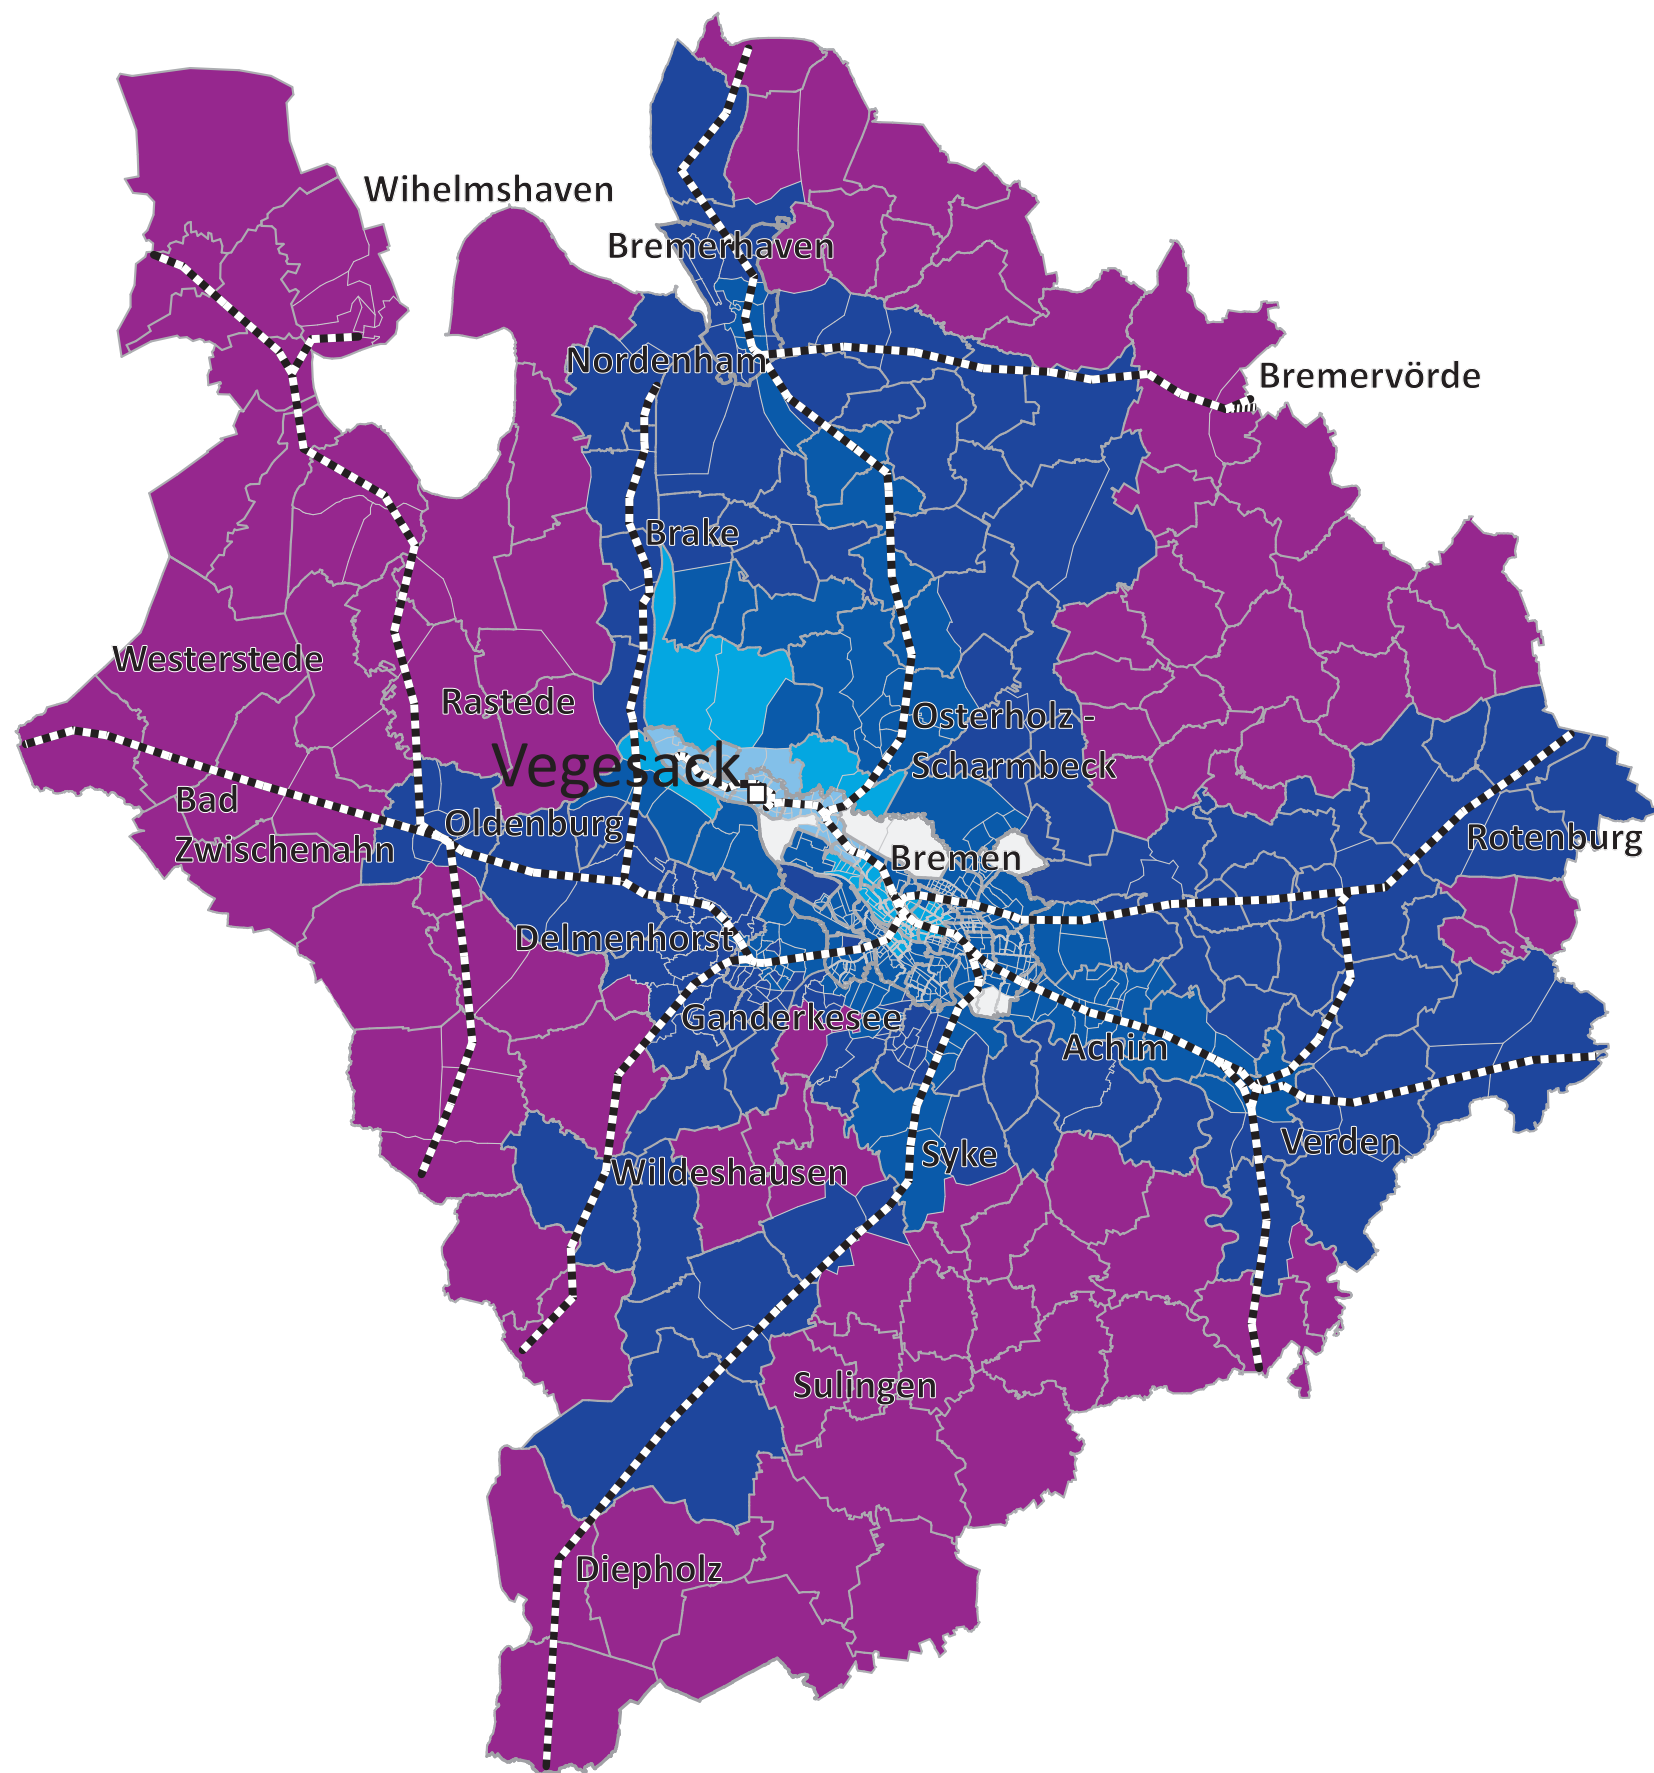 Wihelmshaven
Bremerhaven
Nordenham
Bremervörde
Brake
Westerstede
Rastede
Osterholz -
Scharmbeck
Vegesack
Bad
Zwischenahn
Oldenburg
Bremen
Rotenburg
Delmenhorst
Ganderkesee
Achim
Verden
Syke
Wildeshausen
Sulingen
Diepholz